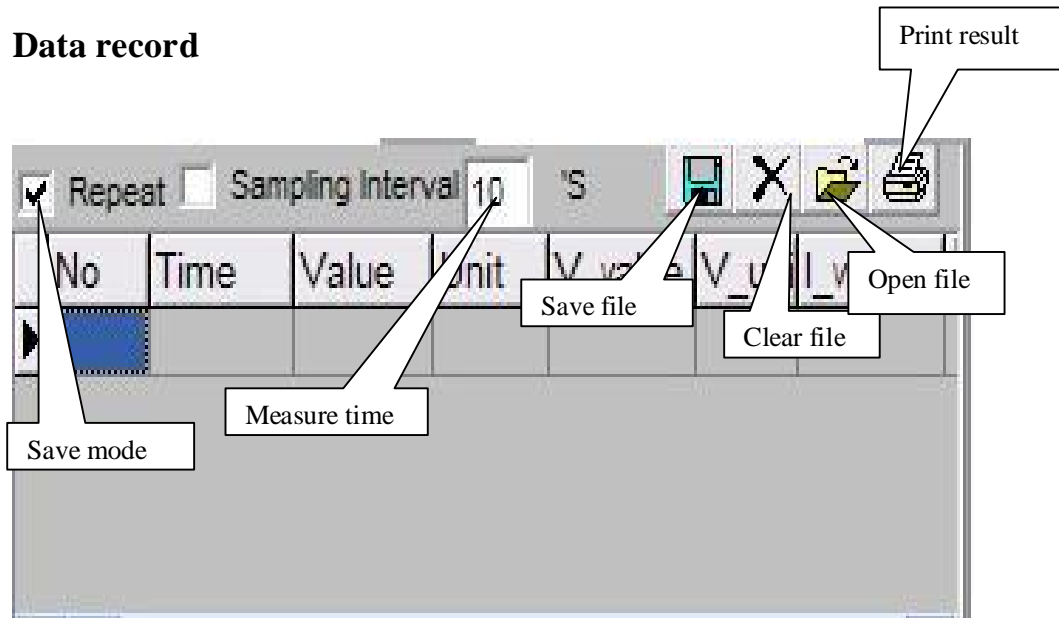 Data record
Print result
Repeat Sampling Interval 10 'S
No Time Value Unit
Open file
Save file
Clear file
Measure time
Save mode